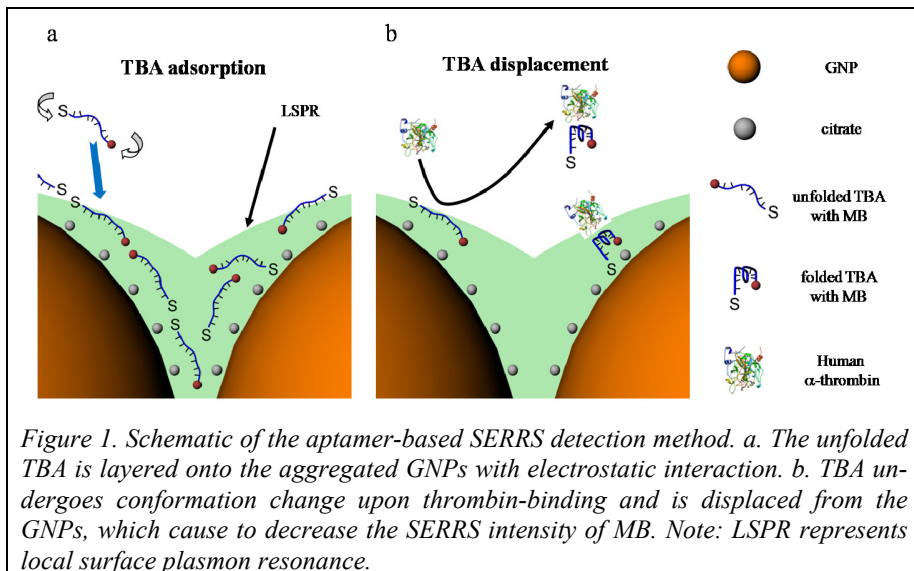 a
TBA adsorption
S
LSPR
S
S
S
S
S
S
b
TBA displacement
S
S
S
GNP
citrate
unfolded TBA
with MB
S
folded TBA
with MB
S
Human
α-thrombin
Figure 1. Schematic of the aptamer-based SERRS detection method. a. The unfolded
TBA is layered onto the aggregated GNPs with electrostatic interaction. b. TBA un-
dergoes conformation change upon thrombin-binding and is displaced from the
GNPs, which cause to decrease the SERRS intensity of MB. Note: LSPR represents
local surface plasmon resonance.